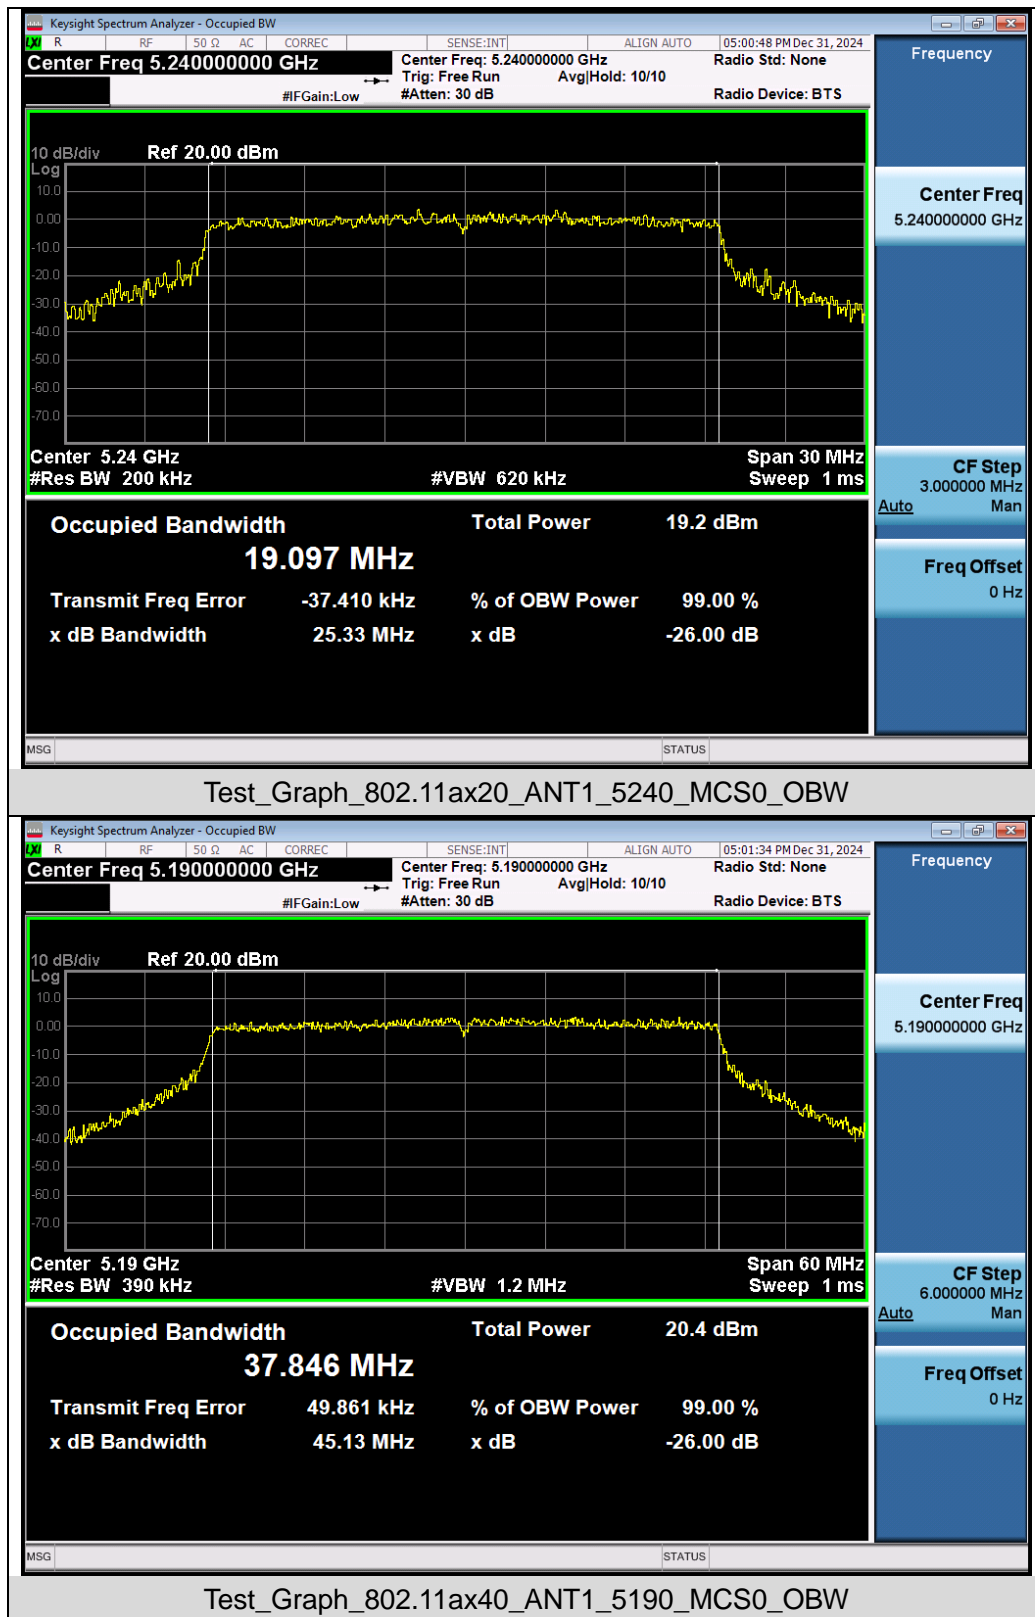 Keysight Spectrum Analyzer - Occupied BW
LXI R RF 50 Ω AC CORREC SENSE:INT ALIGN AUTO 05:00:48 PM Dec 31, 2024
Center Freq 5.240000000 GHz
Center Freq: 5.240000000 GHz
Radio Std: None
Trig: Free Run Avg|Hold: 10/10
#IFGain:Low
#Atten: 30 dB
Radio Device: BTS
10 dB/div Ref 20.00 dBm
Log
10.0
0.00
-10.0
-20.0
-30.0
-40.0
-50.0
-60.0
-70.0
Center 5.24 GHz Span 30 MHz
#Res BW 200 kHz #VBW 620 kHz Sweep 1 ms
Occupied Bandwidth Total Power 19.2 dBm
19.097 MHz
Transmit Freq Error -37.410 kHz % of OBW Power 99.00 %
x dB Bandwidth 25.33 MHz x dB -26.00 dB
MSG STATUS
Frequency
Center Freq
5.240000000 GHz
CF Step
3.000000 MHz
Auto Man
Freq Offset
0 Hz
Test_Graph_802.11ax20_ANT1_5240_MCS0_OBW
Keysight Spectrum Analyzer - Occupied BW
LXI R RF 50 Ω AC CORREC SENSE:INT ALIGN AUTO 05:01:34 PM Dec 31, 2024
Center Freq 5.190000000 GHz
Center Freq: 5.190000000 GHz
Radio Std: None
Trig: Free Run Avg|Hold: 10/10
#IFGain:Low
#Atten: 30 dB
Radio Device: BTS
10 dB/div Ref 20.00 dBm
Log
10.0
0.00
-10.0
-20.0
-30.0
-40.0
-50.0
-60.0
-70.0
Center 5.19 GHz Span 60 MHz
#Res BW 390 kHz #VBW 1.2 MHz Sweep 1 ms
Occupied Bandwidth Total Power 20.4 dBm
37.846 MHz
Transmit Freq Error 49.861 kHz % of OBW Power 99.00 %
x dB Bandwidth 45.13 MHz x dB -26.00 dB
MSG STATUS
Frequency
Center Freq
5.190000000 GHz
CF Step
6.000000 MHz
Auto Man
Freq Offset
0 Hz
Test_Graph_802.11ax40_ANT1_5190_MCS0_OBW